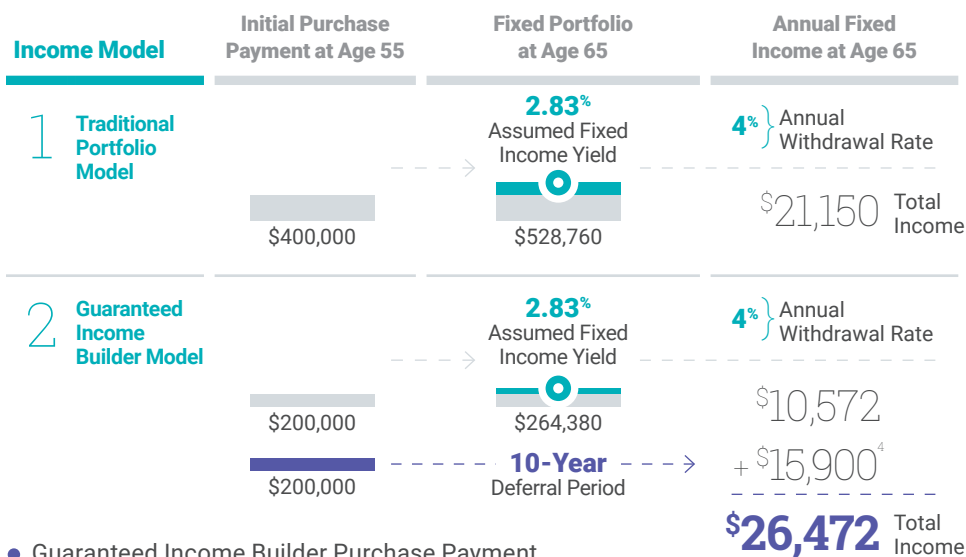 Income Model
Initial Purchase
Payment at Age 55
Fixed Portfolio
at Age 65
Annual Fixed
Income at Age 65
1
Traditional
Portfolio
Model
$400,000
2.83%
Assumed Fixed
Income Yield
$528,760
4% } Annual
Withdrawal Rate
$21,150 Total
Income
2
Guaranteed
Income
Builder Model
$200,000
2.83%
Assumed Fixed
Income Yield
$264,380
4% } Annual
Withdrawal Rate
$10,572
$200,000
10-Year
Deferral Period
+ $15,900⁴
$26,472 Total
Income
• Guaranteed Income Builder Purchase Payment